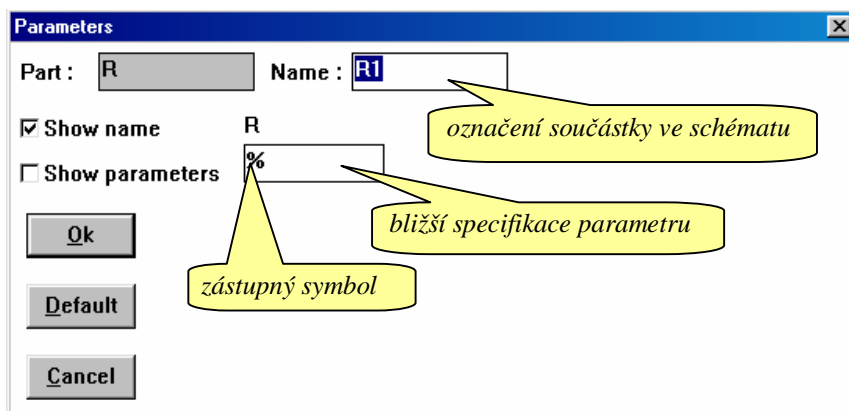 Parameters
Part : R Name : R1
označení součástky ve schématu
Show name R
Show parameters %
bližší specifikace parametru
Ok
zástupný symbol
Default
Cancel